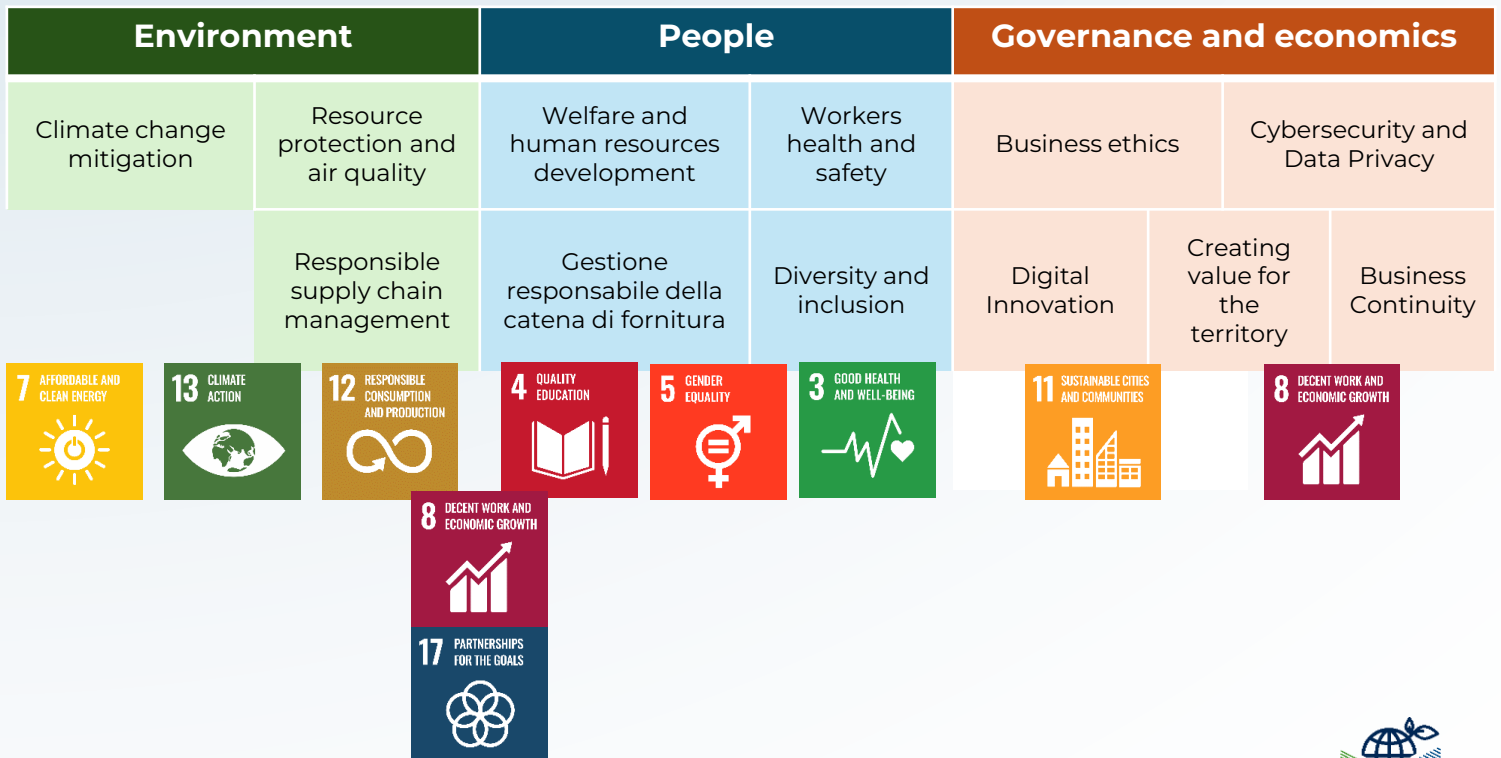 Environment
People
Governance and economics
Climate change
mitigation
Resource
protection and
air quality
Welfare and
human resources
development
Workers
health and
safety
Business ethics
Cybersecurity and
Data Privacy
Responsible
supply chain
management
Gestione
responsabile della
catena di fornitura
Diversity and
inclusion
Digital
Innovation
Creating
value for
the
territory
Business
Continuity
7 AFFORDABLE AND
CLEAN ENERGY
13 CLIMATE
ACTION
12 RESPONSIBLE
CONSUMPTION
AND PRODUCTION
4 QUALITY
EDUCATION
5 GENDER
EQUALITY
3 GOOD HEALTH
AND WELL-BEING
11 SUSTAINABLE CITIES
AND COMMUNITIES
8 DECENT WORK AND
ECONOMIC GROWTH
8 DECENT WORK AND
ECONOMIC GROWTH
17 PARTNERSHIPS
FOR THE GOALS